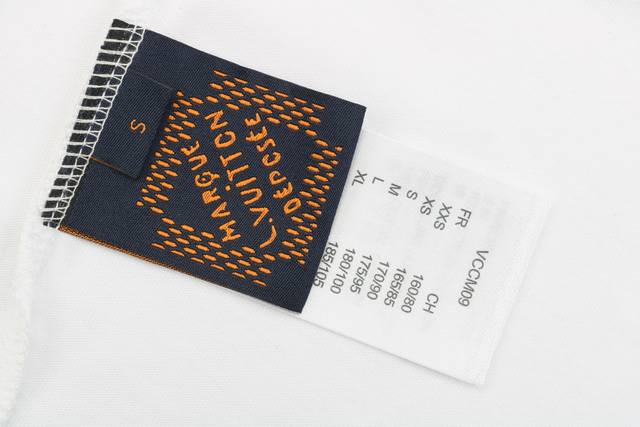 S
MARQUE
L.VUITTON
DÉPOSÉE
VCCM09
FR CH
XXS 160/80
XS 165/85
S 170/90
M 175/95
L 180/100
XL 185/105